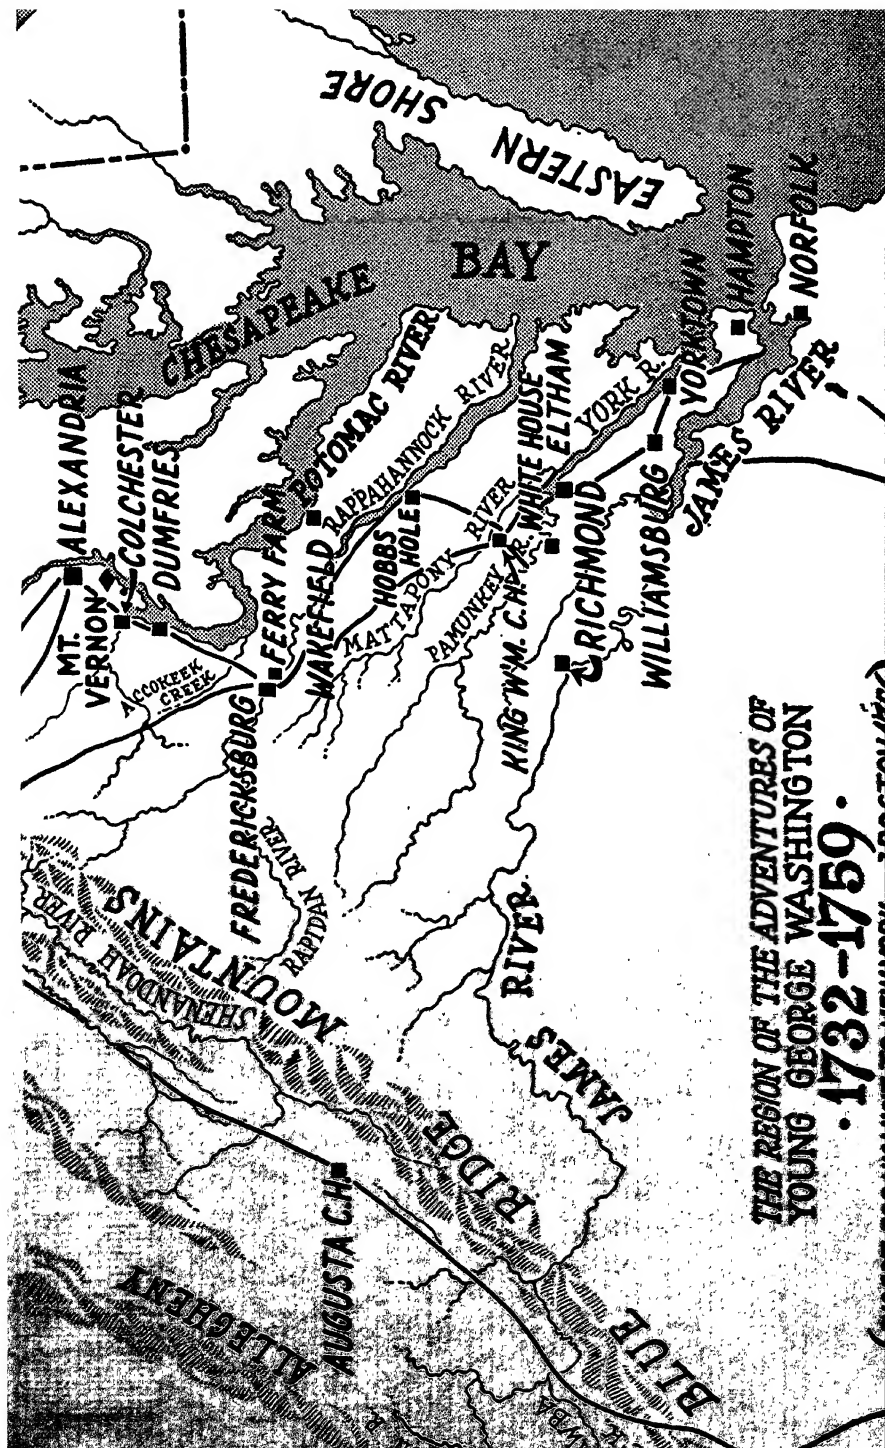 EASTERN
SHORE
CHESAPEAKE
BAY
ALEXANDRIA
MT.
VERNON
COLCHESTER
DUMFRIES
ACCOKEEK
CREEK
FERRY FARM
FREDERICKSBURG
WAKEFIELD
POTOMAC RIVER
RAPPAHANNOCK RIVER
HOBBS
HOLE
MATTAPONY RIVER
PAMUNKEY R.
KING W'M. C.H.
WHITE HOUSE
ELTHAM
YORK R.
RICHMOND
WILLIAMSBURG
YORKTOWN
HAMPTON
NORFOLK
JAMES RIVER
RAPIDAN RIVER
SHENANDOAH RIVER
BLUE RIDGE MOUNTAINS
JAMES RIVER
AUGUSTA C.H.
ALLEGHENY
R.
THE REGION OF THE ADVENTURES OF
YOUNG GEORGE WASHINGTON
· 1732–1759 ·